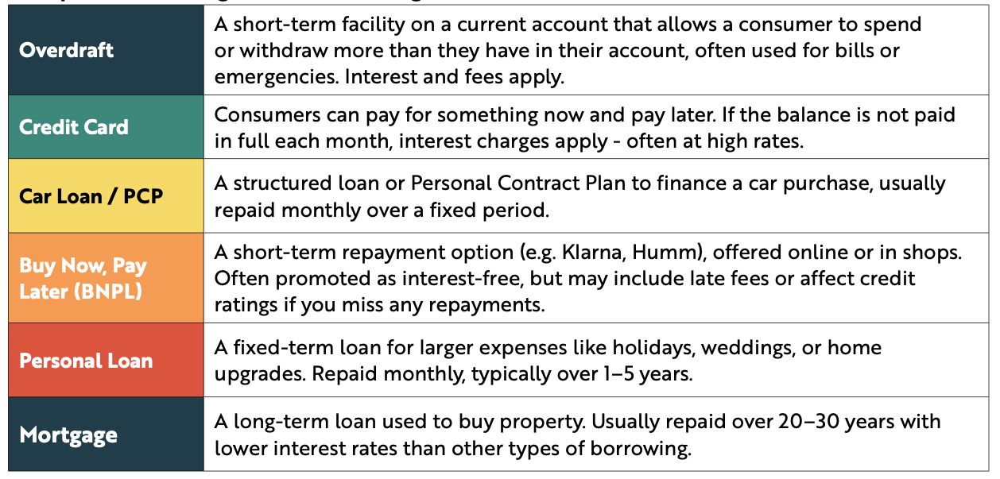 Overdraft
A short-term facility on a current account that allows a consumer to spend
or withdraw more than they have in their account, often used for bills or
emergencies. Interest and fees apply.
Credit Card
Consumers can pay for something now and pay later. If the balance is not paid
in full each month, interest charges apply - often at high rates.
Car Loan / PCP
A structured loan or Personal Contract Plan to finance a car purchase, usually
repaid monthly over a fixed period.
Buy Now, Pay
Later (BNPL)
A short-term repayment option (e.g. Klarna, Humm), offered online or in shops.
Often promoted as interest-free, but may include late fees or affect credit
ratings if you miss any repayments.
Personal Loan
A fixed-term loan for larger expenses like holidays, weddings, or home
upgrades. Repaid monthly, typically over 1–5 years.
Mortgage
A long-term loan used to buy property. Usually repaid over 20–30 years with
lower interest rates than other types of borrowing.